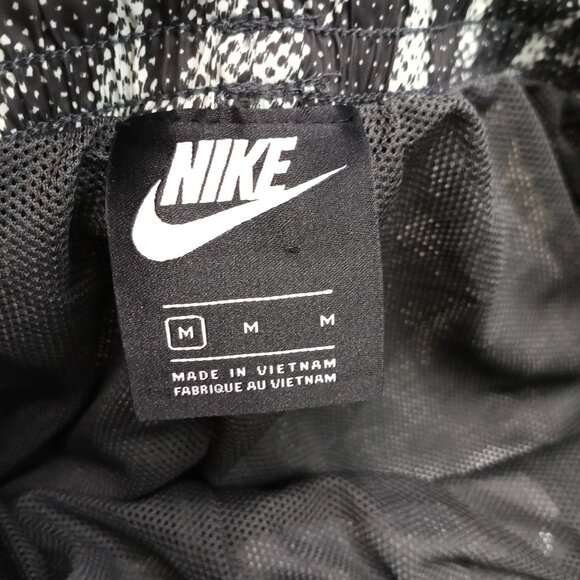 NIKE
M M M
MADE IN VIETNAM
FABRIQUE AU VIETNAM